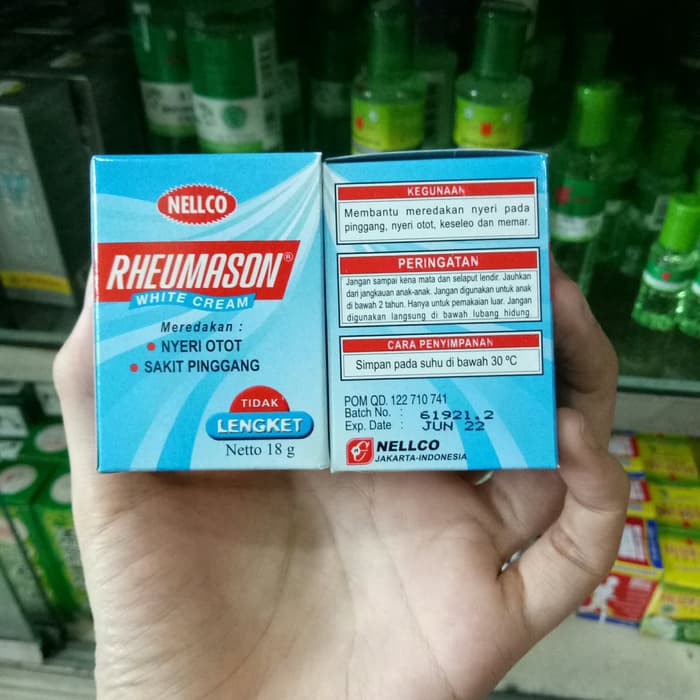 NELLCO
RHEUMASON®
WHITE CREAM
Meredakan :
• NYERI OTOT
• SAKIT PINGGANG
TIDAK
LENGKET
Netto 18 g
KEGUNAAN
Membantu meredakan nyeri pada
pinggang, nyeri otot, keseleo dan memar.
PERINGATAN
Jangan sampai kena mata dan selaput lendir. Jauhkan
dari jangkauan anak-anak. Jangan digunakan untuk anak
di bawah 2 tahun. Hanya untuk pemakaian luar. Jangan
digunakan langsung di bawah lubang hidung
CARA PENYIMPANAN
Simpan pada suhu di bawah 30 ºC
POM QD. 122 710 741
Batch No. : 61921.2
Exp. Date : JUN 22
NELLCO
JAKARTA-INDONESIA